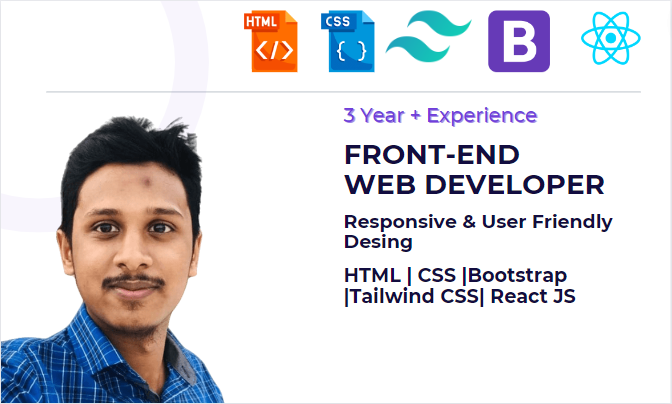 HTML
CSS
B
3 Year + Experience
FRONT-END
WEB DEVELOPER
Responsive & User Friendly
Desing
HTML | CSS |Bootstrap
|Tailwind CSS| React JS